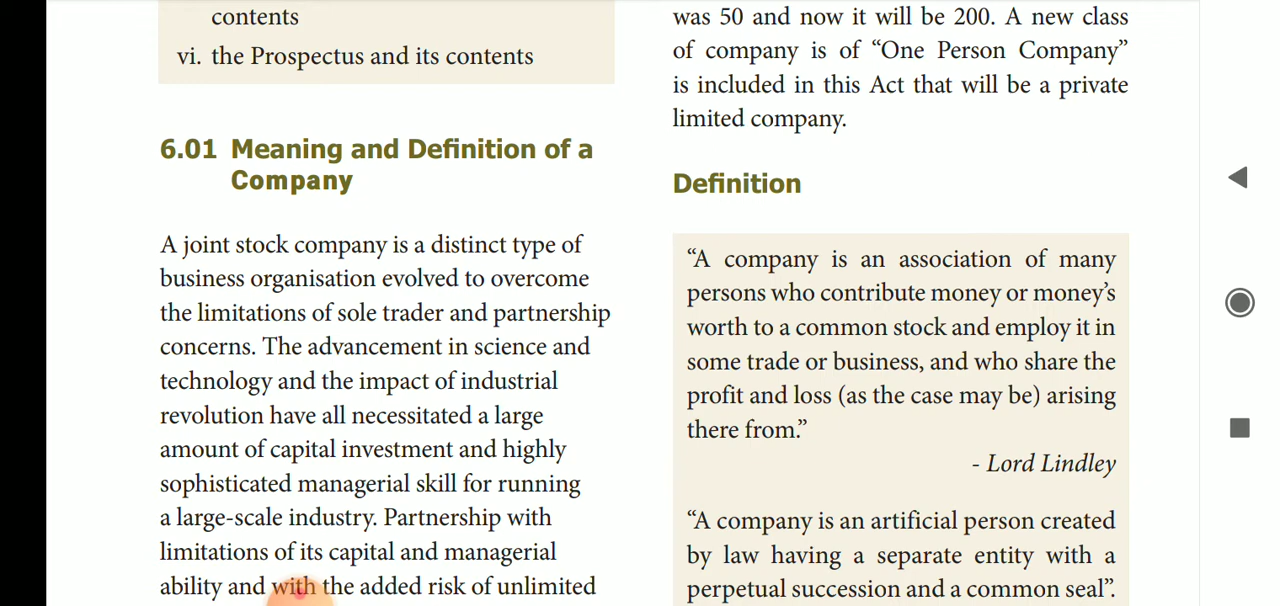 contents
vi. the Prospectus and its contents
6.01 Meaning and Definition of a
Company
A joint stock company is a distinct type of
business organisation evolved to overcome
the limitations of sole trader and partnership
concerns. The advancement in science and
technology and the impact of industrial
revolution have all necessitated a large
amount of capital investment and highly
sophisticated managerial skill for running
a large-scale industry. Partnership with
limitations of its capital and managerial
ability and with the added risk of unlimited
was 50 and now it will be 200. A new class
of company is of “One Person Company”
is included in this Act that will be a private
limited company.
Definition
“A company is an association of many
persons who contribute money or money’s
worth to a common stock and employ it in
some trade or business, and who share the
profit and loss (as the case may be) arising
there from.”
- Lord Lindley
“A company is an artificial person created
by law having a separate entity with a
perpetual succession and a common seal”.